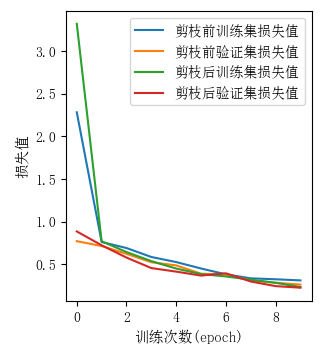 剪枝前训练集损失值
剪枝前验证集损失值
剪枝后训练集损失值
剪枝后验证集损失值
损失值
3.0
2.5
2.0
1.5
1.0
0.5
0 2 4 6 8
训练次数(epoch)